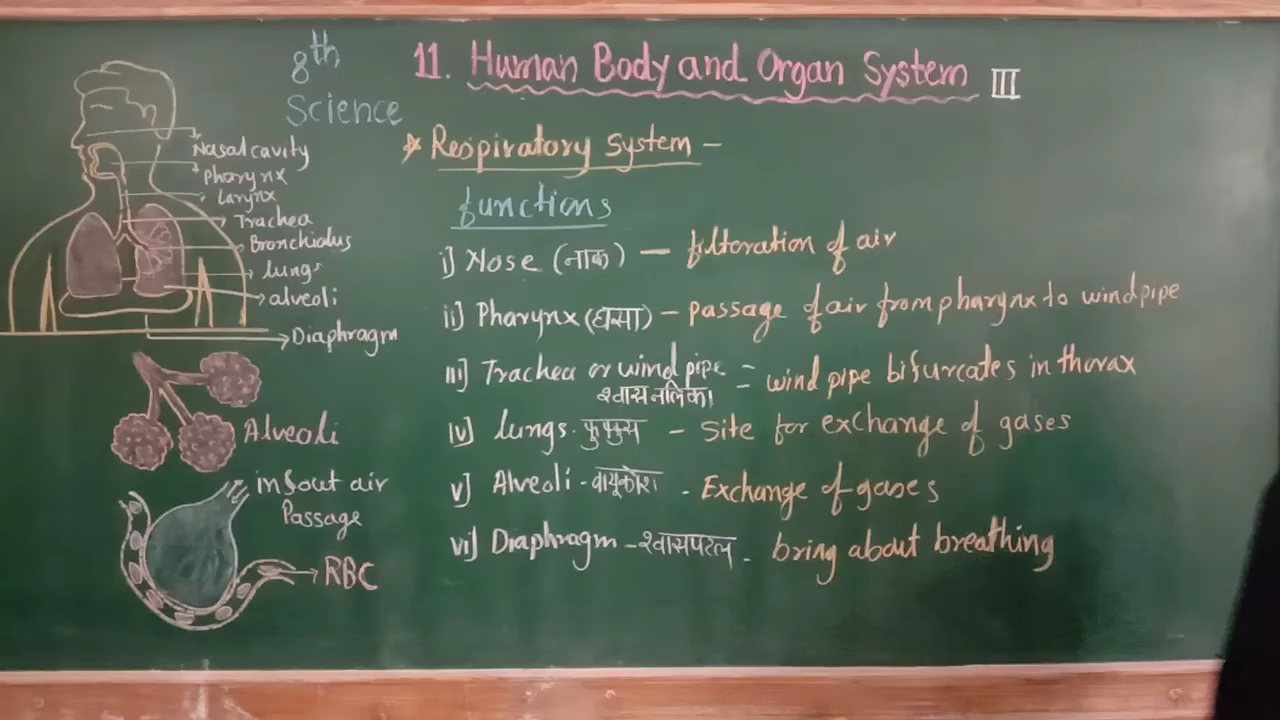 8th
Science
11. Human Body and Organ System III
* Respiratory System -
functions
i) Nose (नाक) - filteration of air
ii) Pharynx (घसा) - passage of air from pharynx to windpipe
iii) Trachea or wind pipe = wind pipe bifurcates in thorax
श्वासनलिका
iv) lungs. फुफ्फुस - site for exchange of gases
v) Alveoli - वायूकोश - Exchange of gases
vi) Diaphragm - श्वासपटल - bring about breathing
Nasal cavity
Pharynx
Larynx
Trachea
Bronchiolus
lungs
alveoli
Diaphragm
Alveoli
in & out air
Passage
RBC